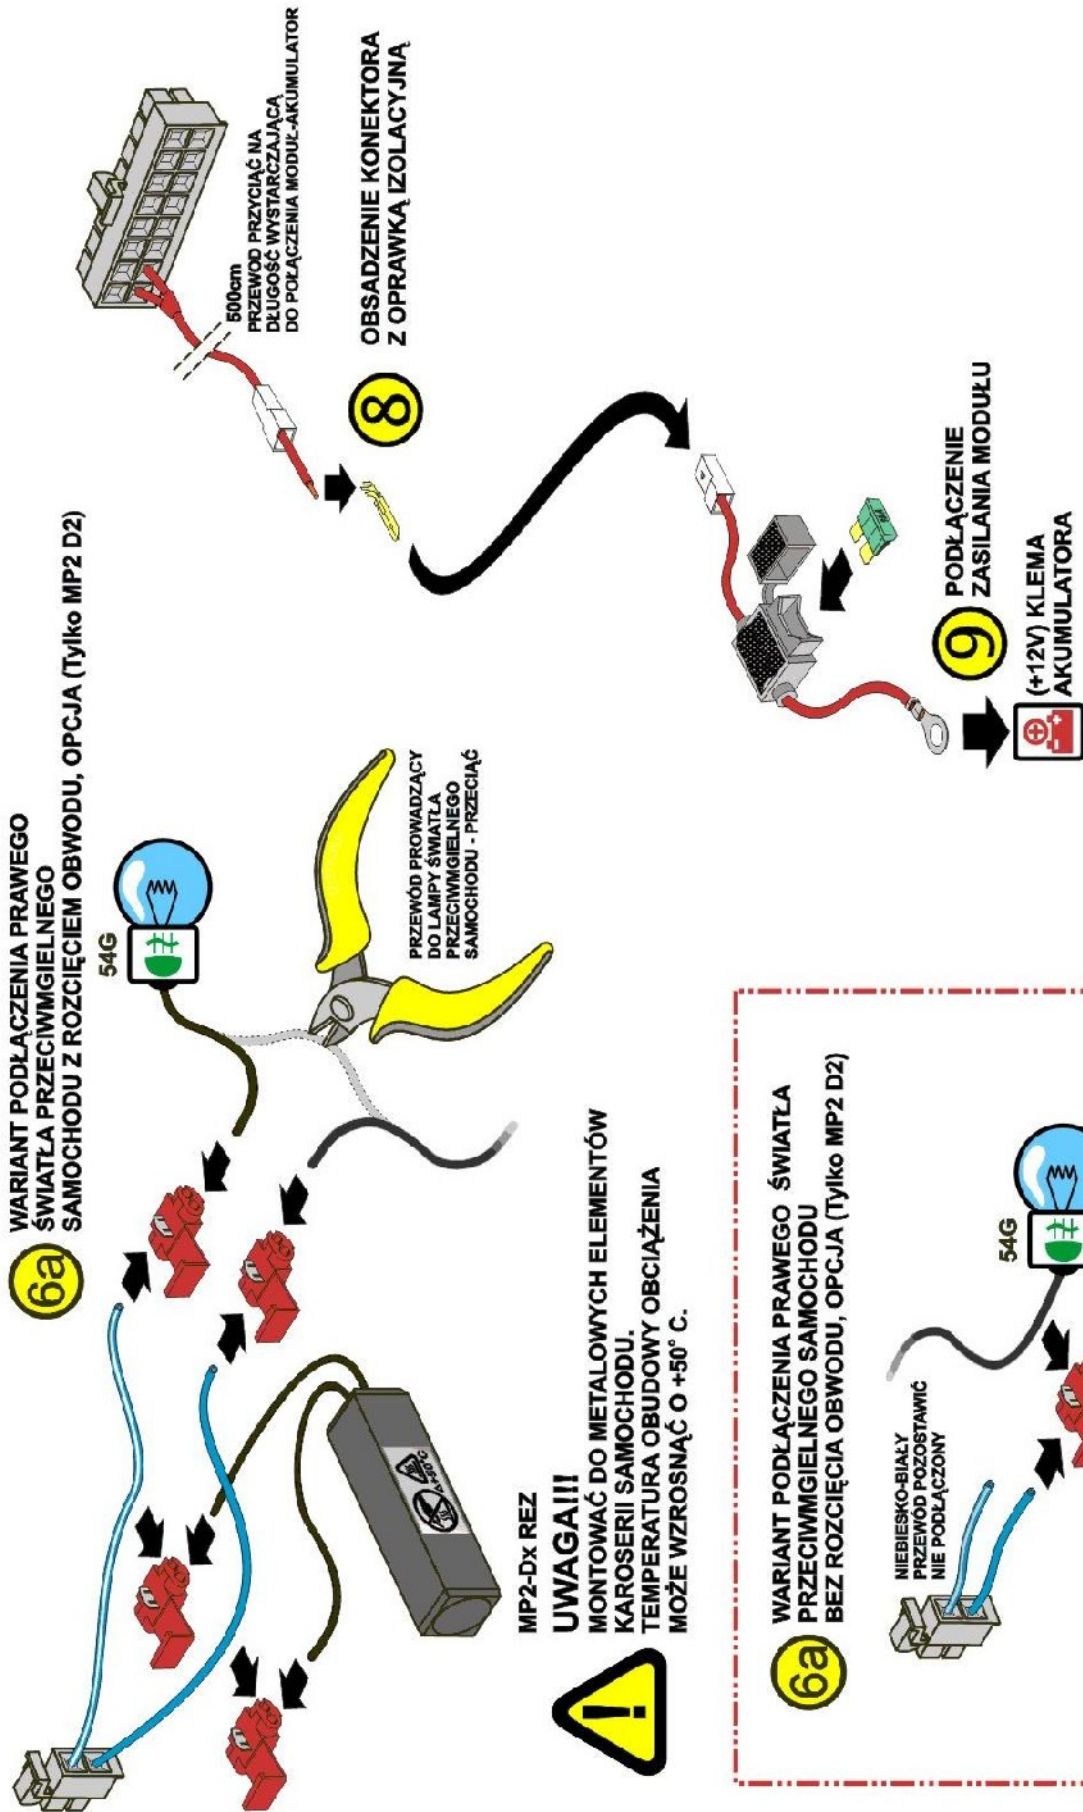 6a
WARIANT PODŁĄCZENIA PRAWEGO
ŚWIATŁA PRZECIWMGIELNEGO
SAMOCHODU Z ROZCIĘCIEM OBWODU, OPCJA (Tylko MP2 D2)
54G
PRZEWÓD PROWADZĄCY
DO LAMPY ŚWIATŁA
PRZECIWMGIELNEGO
SAMOCHODU - PRZECIĄĆ
Δ+50°C
MP2-Dx REZ
UWAGA!!!
MONTOWAĆ DO METALOWYCH ELEMENTÓW
KAROSERII SAMOCHODU.
TEMPERATURA OBUDOWY OBCIĄŻENIA
MOŻE WZROSNĄĆ O +50° C.
6a
WARIANT PODŁĄCZENIA PRAWEGO ŚWIATŁA
PRZECIWMGIELNEGO SAMOCHODU
BEZ ROZCIĘCIA OBWODU, OPCJA (Tylko MP2 D2)
NIEBIESKO-BIAŁY
PRZEWÓD POZOSTAWIĆ
NIE PODŁĄCZONY
54G
500cm
PRZEWOD PRZYCIĄĆ NA
DŁUGOŚĆ WYSTARCZAJĄCĄ
DO POŁĄCZENIA MODUŁ-AKUMULATOR
8
OBSADZENIE KONEKTORA
Z OPRAWKĄ IZOLACYJNĄ
9
PODŁĄCZENIE
ZASILANIA MODUŁU
(+12V) KLEMA
AKUMULATORA